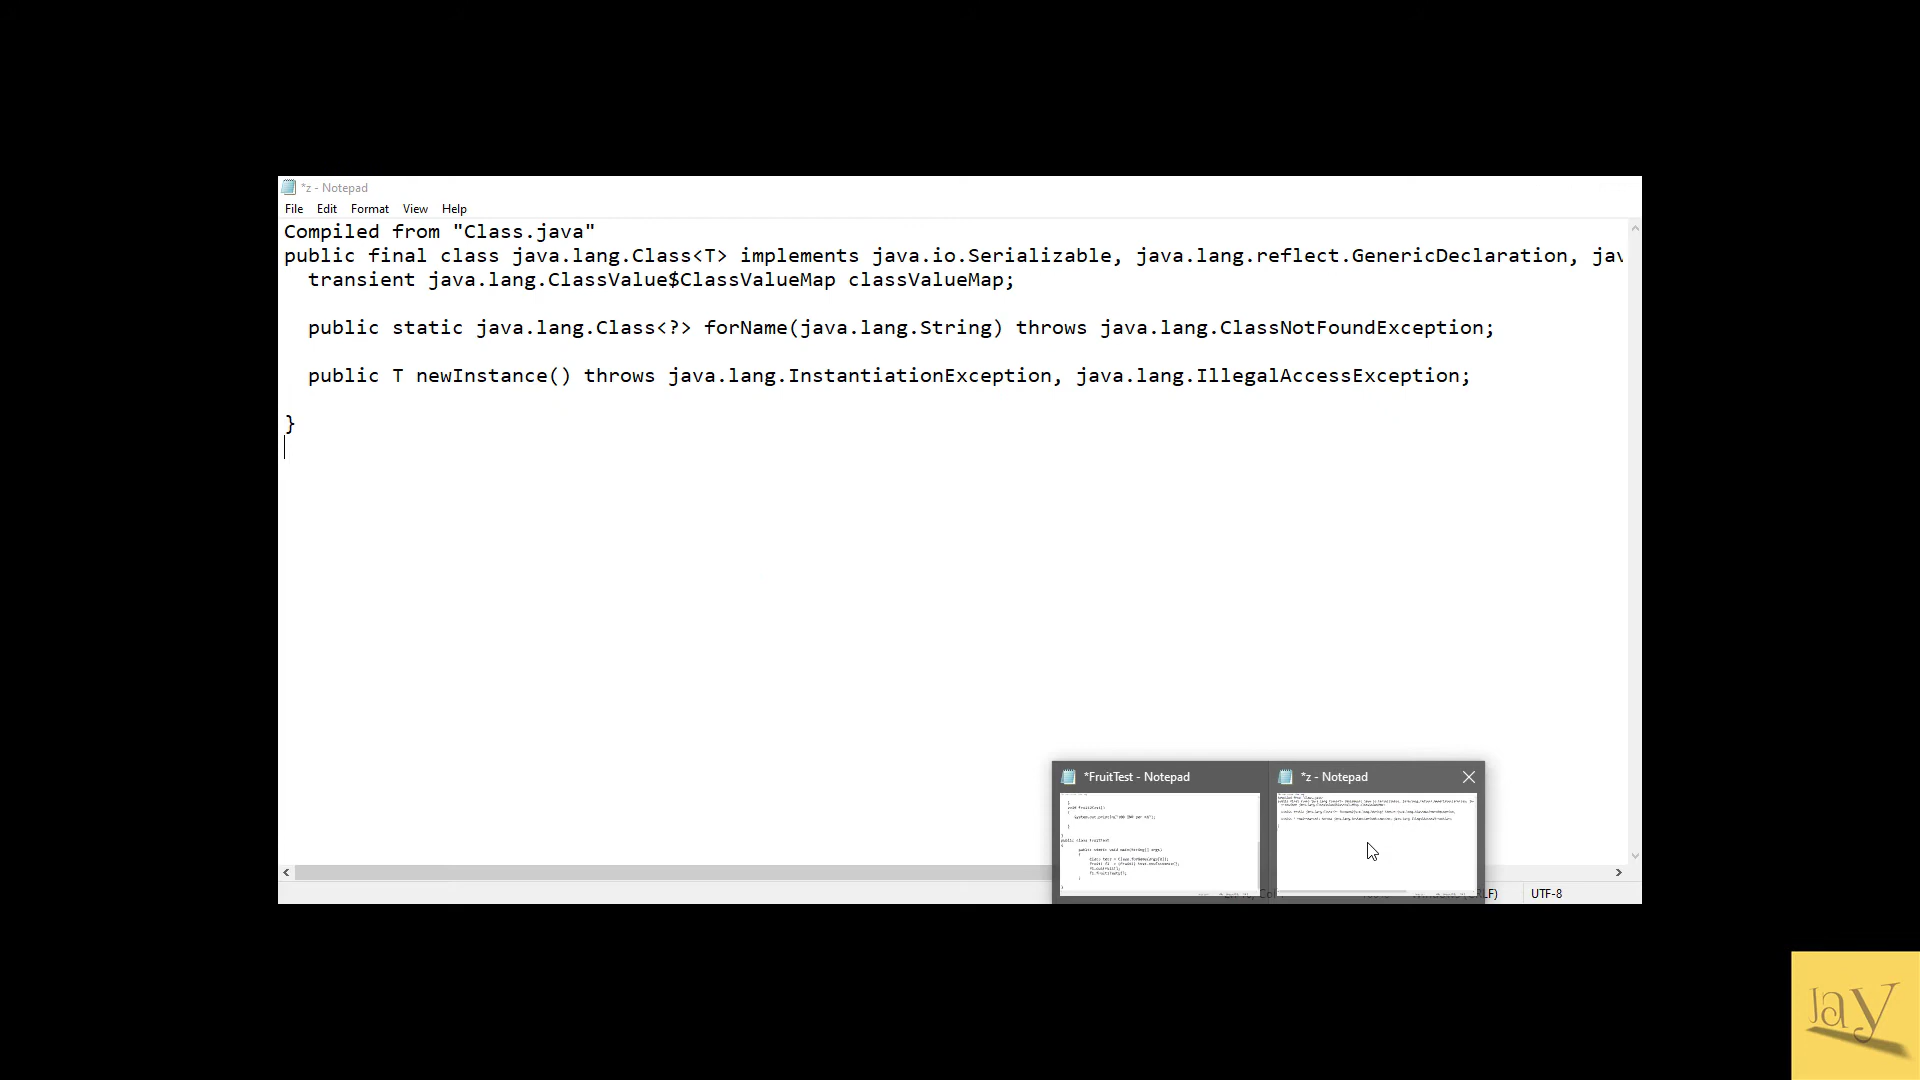 *z - Notepad
File Edit Format View Help
Compiled from "Class.java"
public final class java.lang.Class<T> implements java.io.Serializable, java.lang.reflect.GenericDeclaration, jav
transient java.lang.ClassValue$ClassValueMap classValueMap;
public static java.lang.Class<?> forName(java.lang.String) throws java.lang.ClassNotFoundException;
public T newInstance() throws java.lang.InstantiationException, java.lang.IllegalAccessException;
}
*FruitTest - Notepad
*z - Notepad
UTF-8
Jay